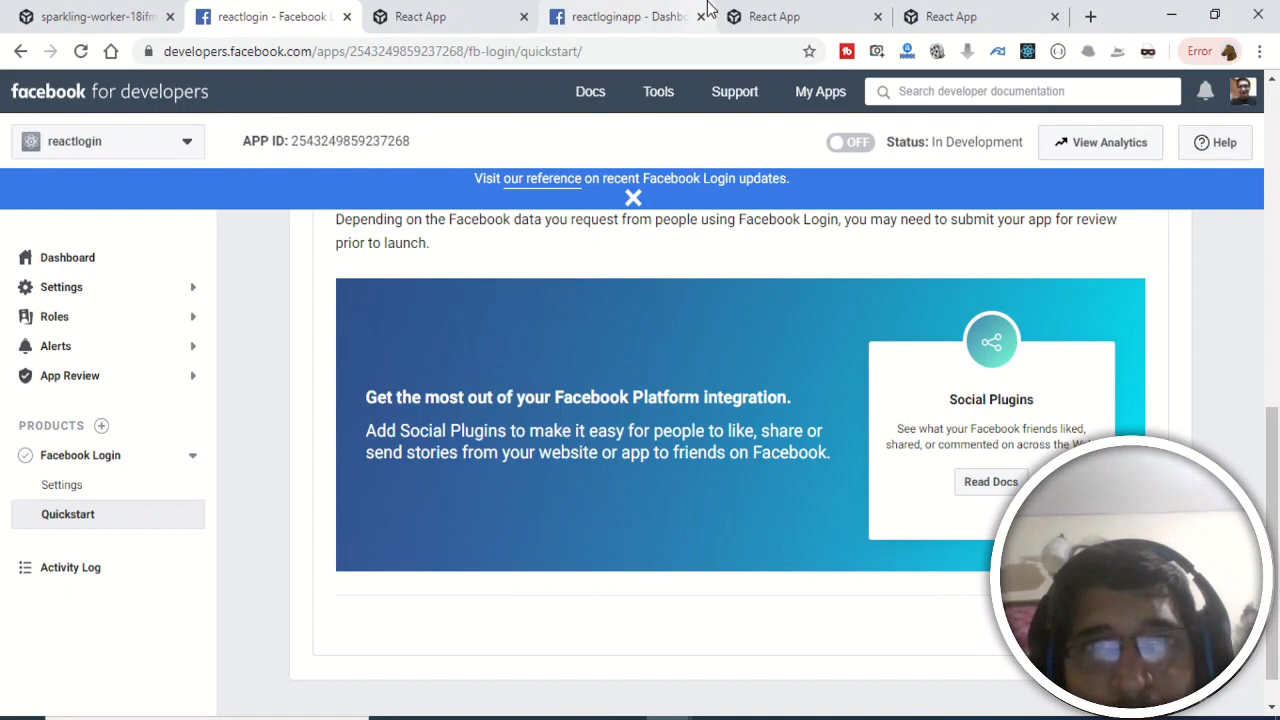 sparkling-worker-18ifm
reactlogin - Facebook L
React App
reactloginapp - Dashbo
React App
React App
developers.facebook.com/apps/2543249859237268/fb-login/quickstart/
Error
facebook for developers
Docs
Tools
Support
My Apps
Search developer documentation
reactlogin
APP ID: 2543249859237268
OFF
Status: In Development
View Analytics
Help
Visit our reference on recent Facebook Login updates.
Depending on the Facebook data you request from people using Facebook Login, you may need to submit your app for review
prior to launch.
Dashboard
Settings
Roles
Alerts
App Review
PRODUCTS
Facebook Login
Settings
Quickstart
Activity Log
Get the most out of your Facebook Platform integration.
Add Social Plugins to make it easy for people to like, share or
send stories from your website or app to friends on Facebook.
Social Plugins
See what your Facebook friends liked,
shared, or commented on across the We
Read Docs